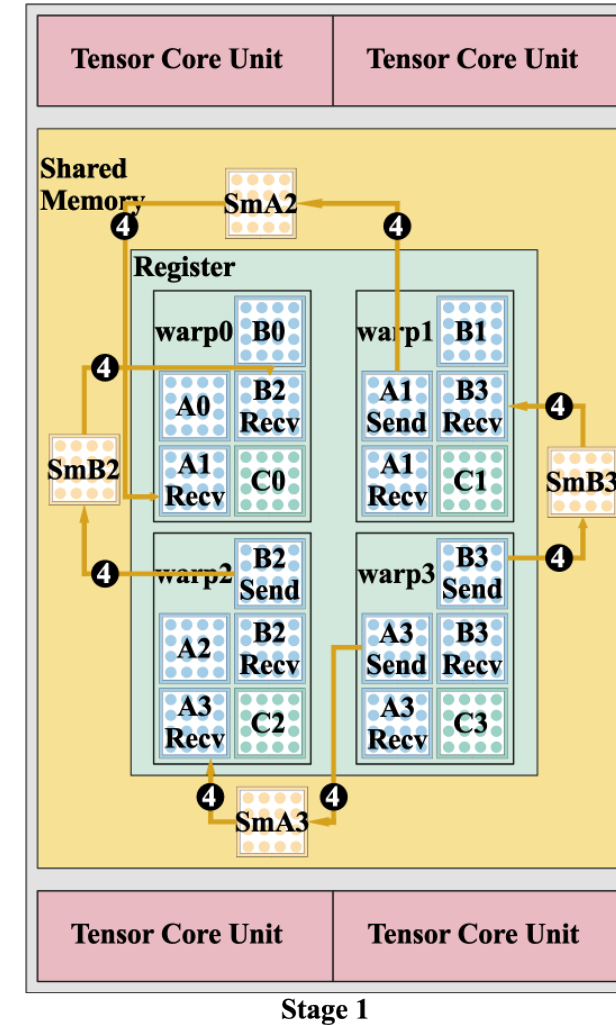 Tensor Core Unit
Tensor Core Unit
Shared
Memory
SmA2
4
4
Register
warp0
B0
warp1
B1
4
A0
B2
Recv
A1
Send
B3
Recv
4
SmB2
A1
Recv
C0
A1
Recv
C1
SmB3
4
warp2
B2
Send
warp3
B3
Send
4
A2
B2
Recv
A3
Send
B3
Recv
A3
Recv
C2
A3
Recv
C3
4
SmA3
4
Tensor Core Unit
Tensor Core Unit
Stage 1